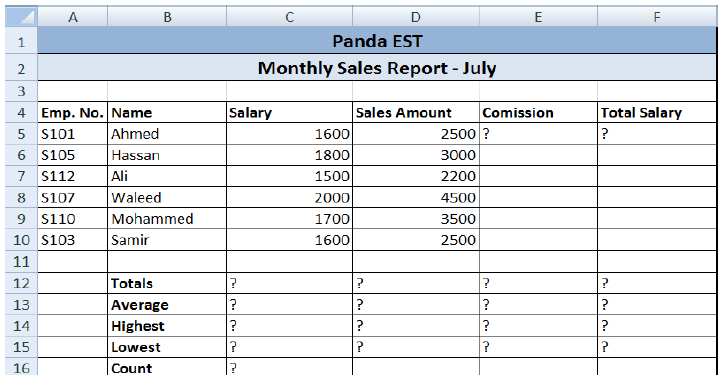 A B C D E F
1 Panda EST
2 Monthly Sales Report - July
3
4 Emp. No. Name Salary Sales Amount Comission Total Salary
5 S101 Ahmed 1600 2500 ? ?
6 S105 Hassan 1800 3000
7 S112 Ali 1500 2200
8 S107 Waleed 2000 4500
9 S110 Mohammed 1700 3500
10 S103 Samir 1600 2500
11
12 Totals ? ? ? ?
13 Average ? ? ? ?
14 Highest ? ? ? ?
15 Lowest ? ? ? ?
16 Count ?